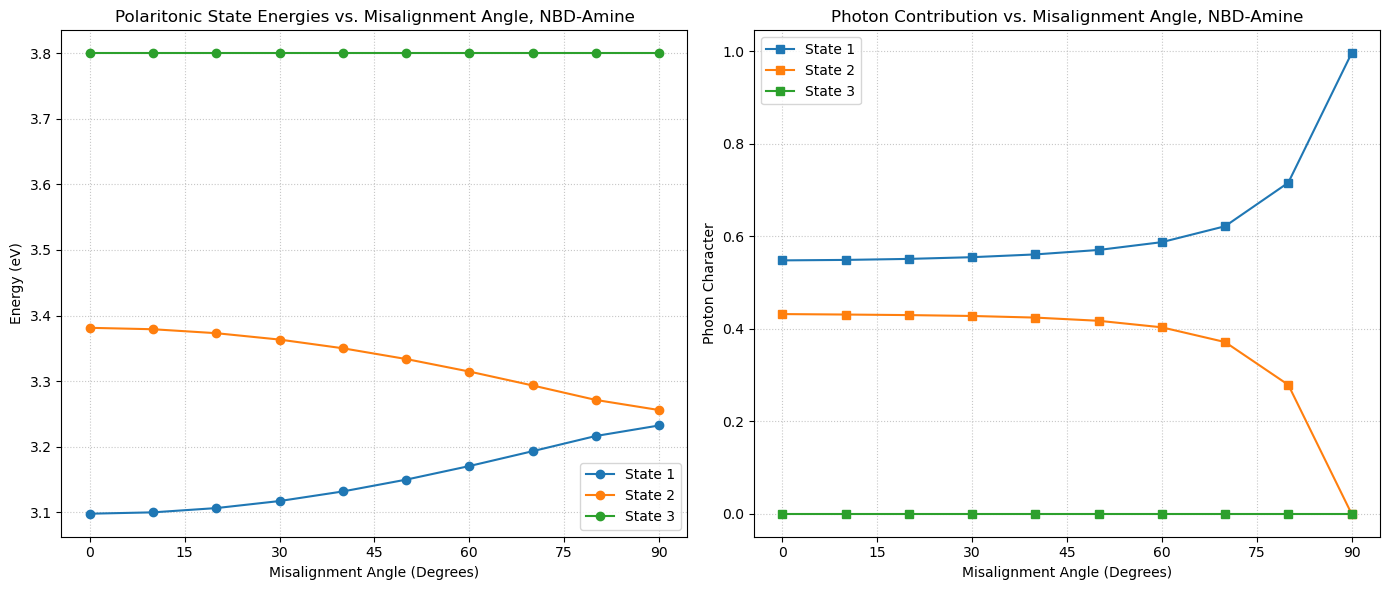 Polaritonic State Energies vs. Misalignment Angle, NBD-Amine
3.8
3.7
3.6
3.5
3.4
3.3
3.2
3.1
Energy (eV)
0 15 30 45 60 75 90
Misalignment Angle (Degrees)
State 1
State 2
State 3
Photon Contribution vs. Misalignment Angle, NBD-Amine
State 1
State 2
State 3
1.0
0.8
0.6
0.4
0.2
0.0
Photon Character
0 15 30 45 60 75 90
Misalignment Angle (Degrees)